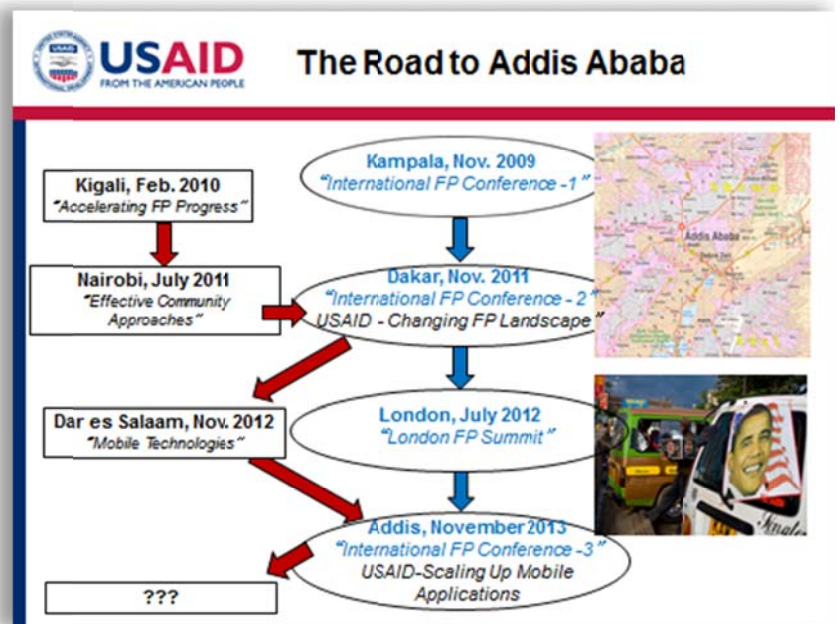 USAID
FROM THE AMERICAN PEOPLE
The Road to Addis Ababa
Kigali, Feb. 2010
"Accelerating FP Progress"
Kampala, Nov. 2009
"International FP Conference -1"
Nairobi, July 2011
"Effective Community
Approaches"
Dakar, Nov. 2011
"International FP Conference - 2"
USAID - Changing FP Landscape"
Dar es Salaam, Nov. 2012
"Mobile Technologies"
London, July 2012
"London FP Summit"
Addis, November 2013
"International FP Conference -3"
USAID-Scaling Up Mobile
Applications
???
Addis Ababa